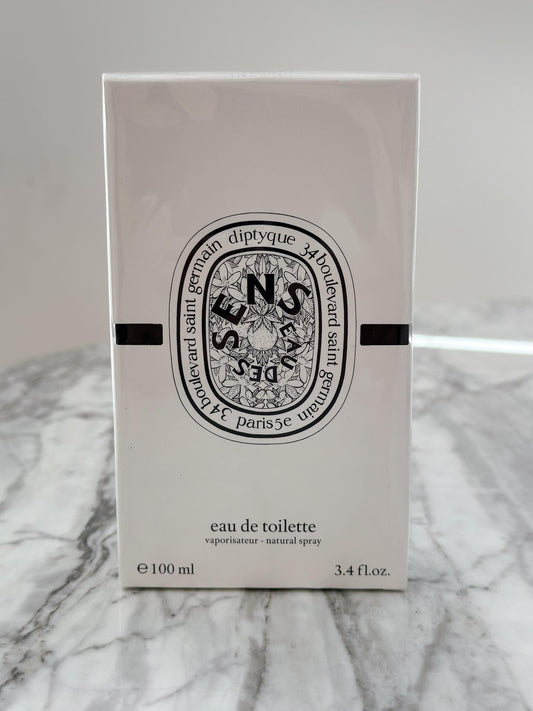 diptyque 34 boulevard saint germain paris 5e 34 boulevard saint germain
L'EAU DES SENS
eau de toilette
vaporisateur - natural spray
℮ 100 ml
3.4 fl.oz.